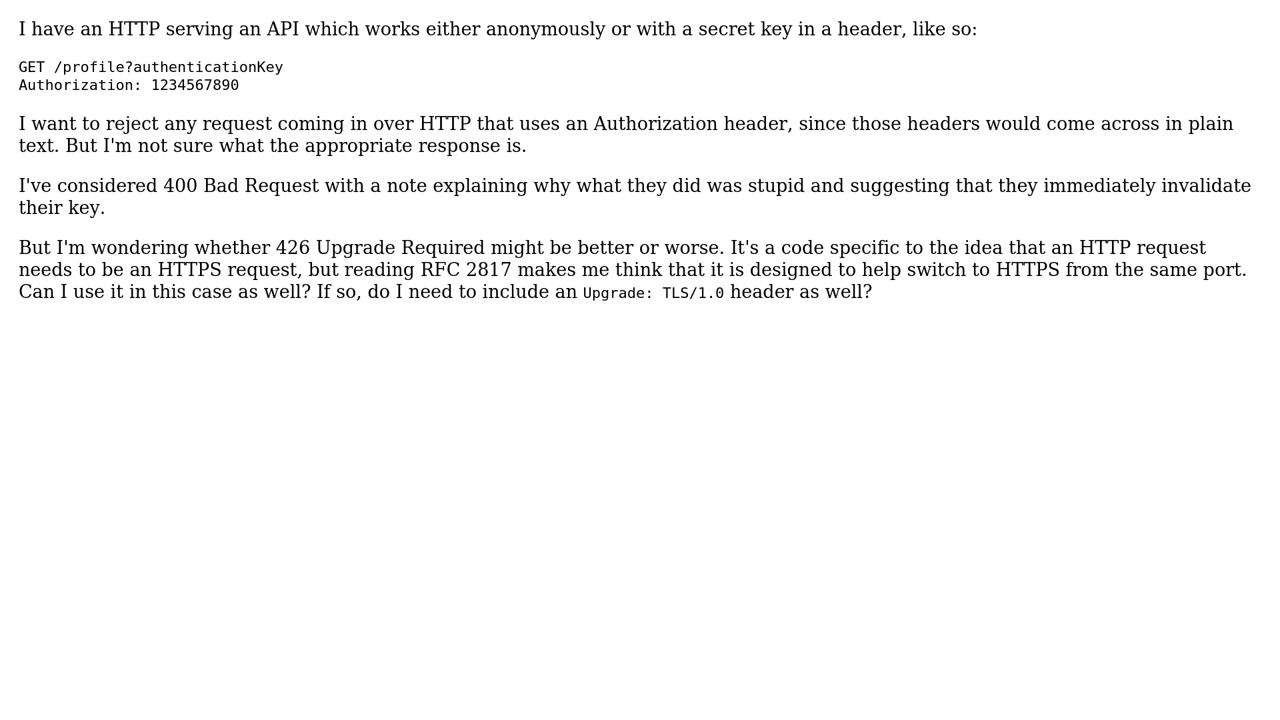 I have an HTTP serving an API which works either anonymously or with a secret key in a header, like so:
GET /profile?authenticationKey
Authorization: 1234567890
I want to reject any request coming in over HTTP that uses an Authorization header, since those headers would come across in plain
text. But I'm not sure what the appropriate response is.
I've considered 400 Bad Request with a note explaining why what they did was stupid and suggesting that they immediately invalidate
their key.
But I'm wondering whether 426 Upgrade Required might be better or worse. It's a code specific to the idea that an HTTP request
needs to be an HTTPS request, but reading RFC 2817 makes me think that it is designed to help switch to HTTPS from the same port.
Can I use it in this case as well? If so, do I need to include an Upgrade: TLS/1.0 header as well?